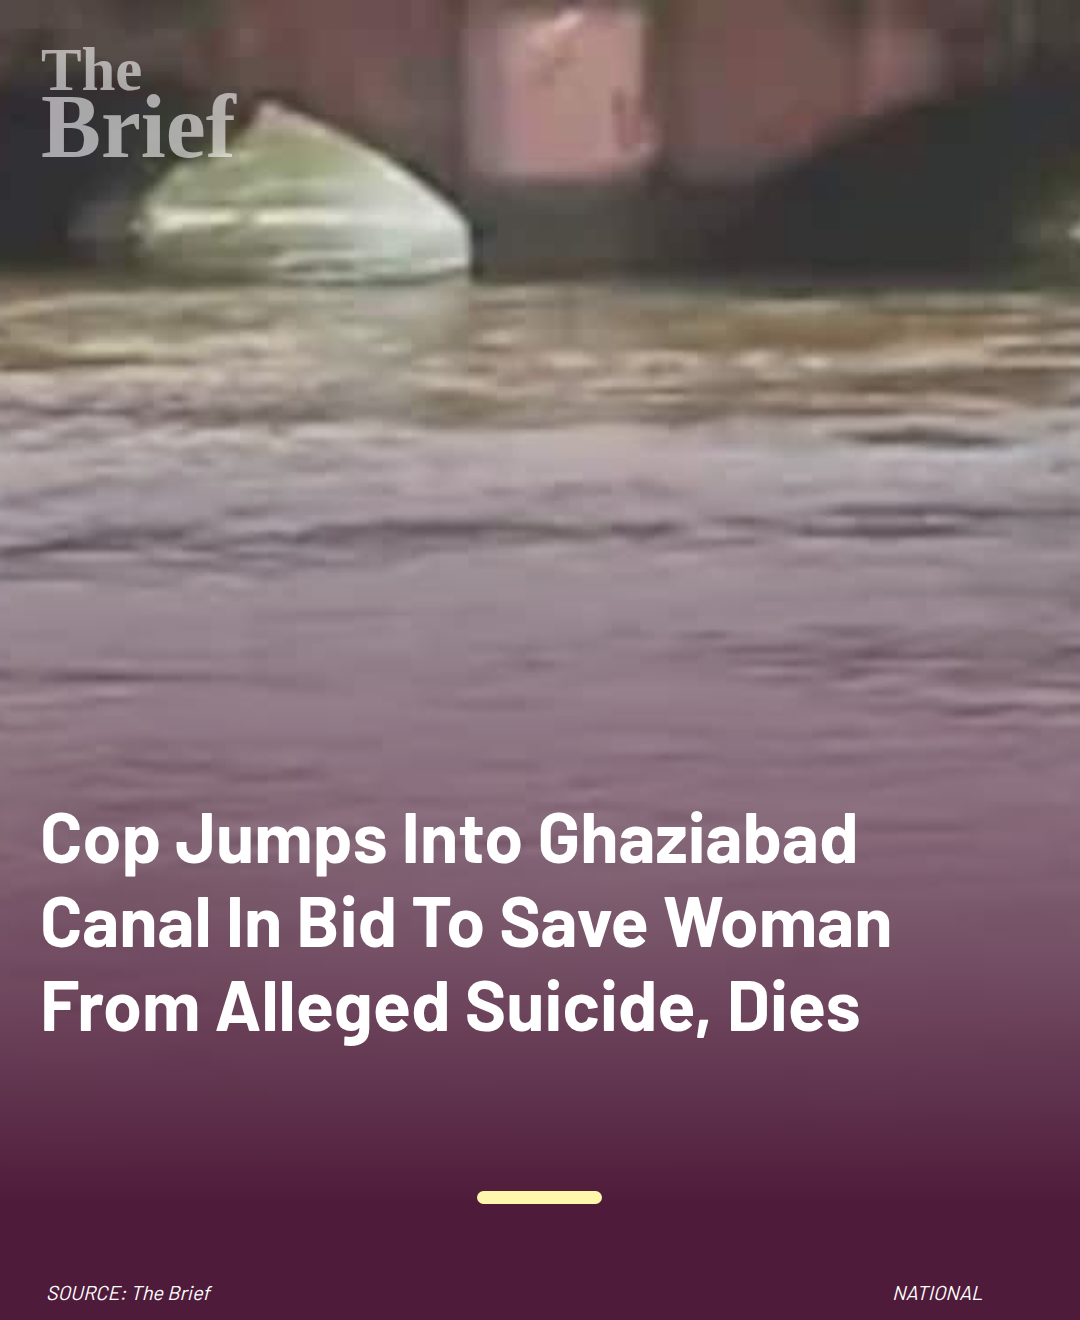 The
Brief
Cop Jumps Into Ghaziabad
Canal In Bid To Save Woman
From Alleged Suicide, Dies
SOURCE: The Brief
NATIONAL